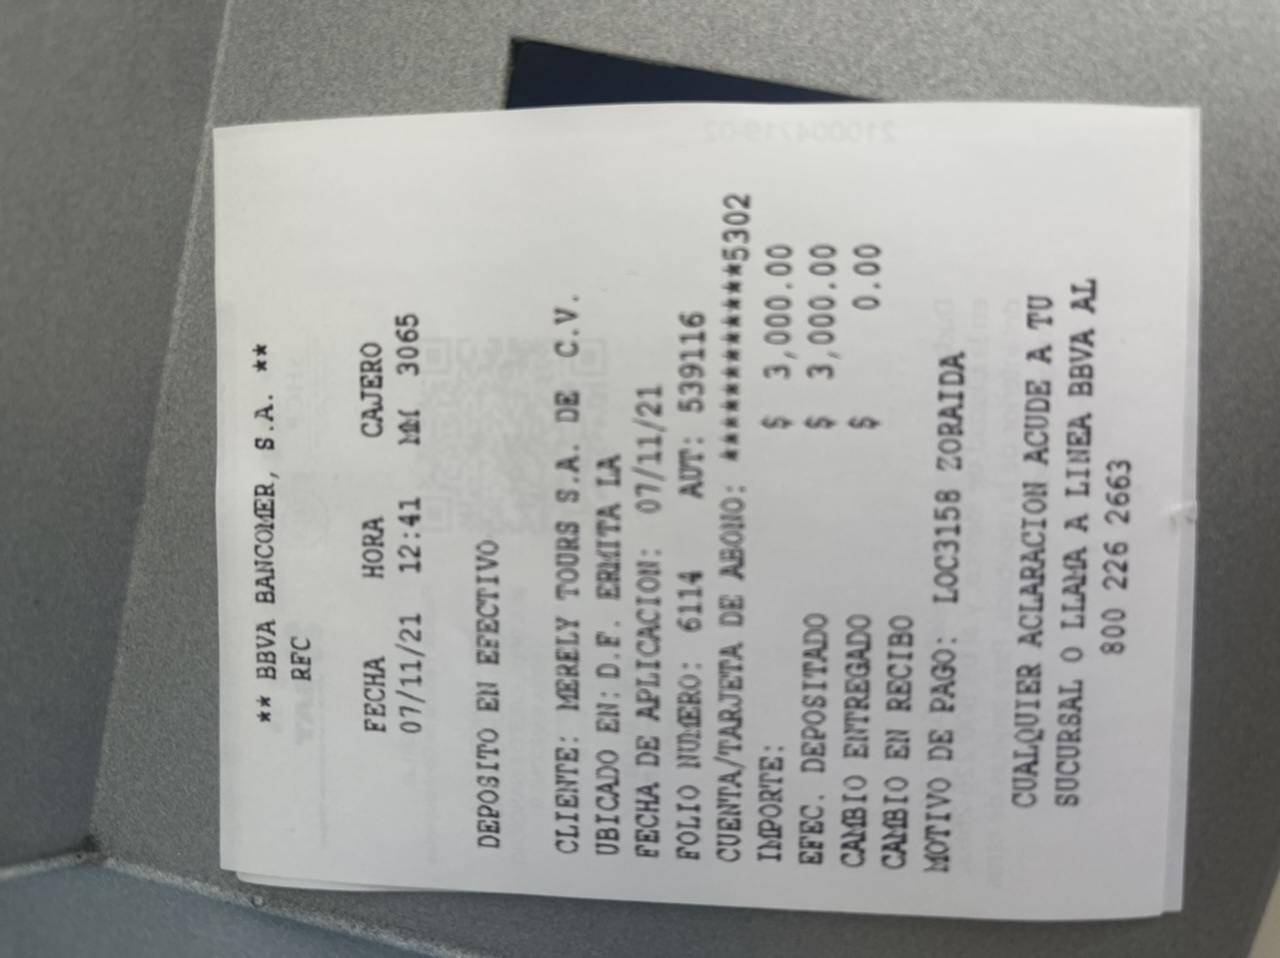 ** BBVA BANCOMER, S.A. **
RFC
FECHA HORA CAJERO
07/11/21 12:41 MM 3065
DEPOSITO EN EFECTIVO
CLIENTE: MERELY TOURS S.A. DE C.V.
UBICADO EN: D.F. ERMITA LA
FECHA DE APLICACION: 07/11/21
FOLIO NUMERO: 6114 AUT: 539116
CUENTA/TARJETA DE ABONO: **************5302
IMPORTE: $ 3,000.00
EFEC. DEPOSITADO $ 3,000.00
CAMBIO ENTREGADO $ 0.00
CAMBIO EN RECIBO
MOTIVO DE PAGO: LOC3158 ZORAIDA
CUALQUIER ACLARACION ACUDE A TU
SUCURSAL O LLAMA A LINEA BBVA AL
800 226 2663